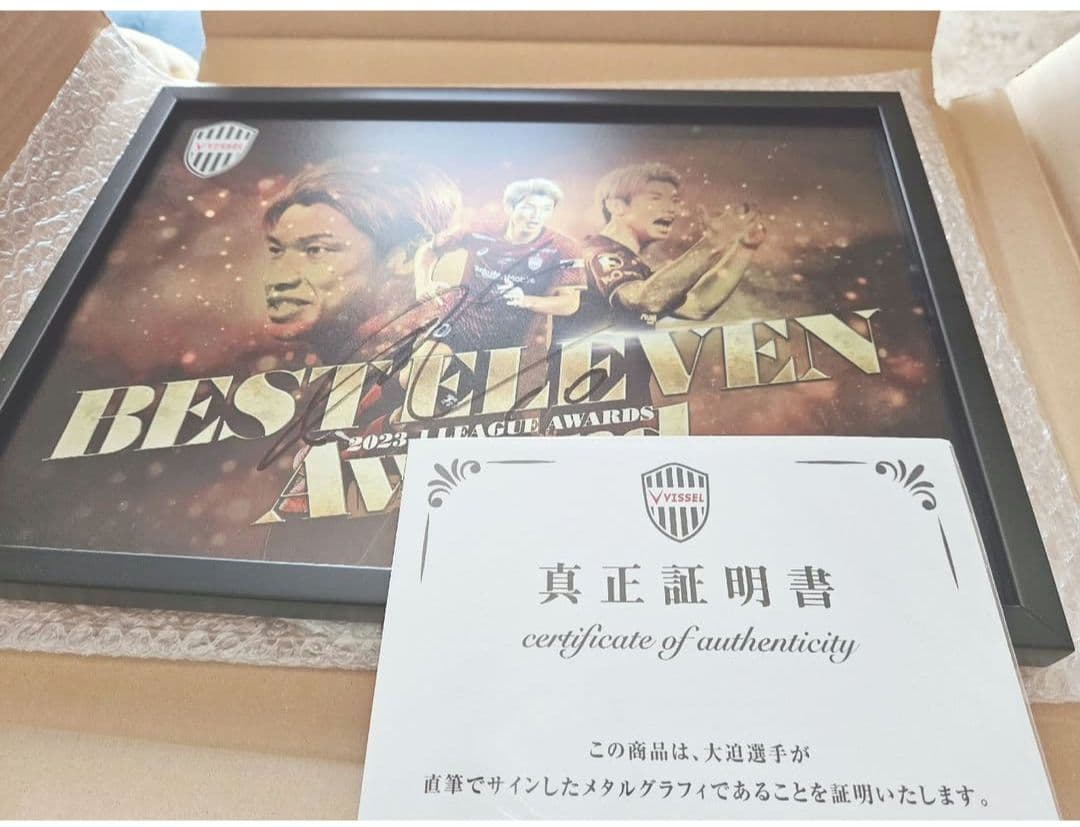 VISSEL
BEST ELEVEN
2023 J.LEAGUE AWARDS
VISSEL
真正証明書
certificate of authenticity
この商品は、大迫選手が
直筆でサインしたメタルグラフィであることを証明いたします。